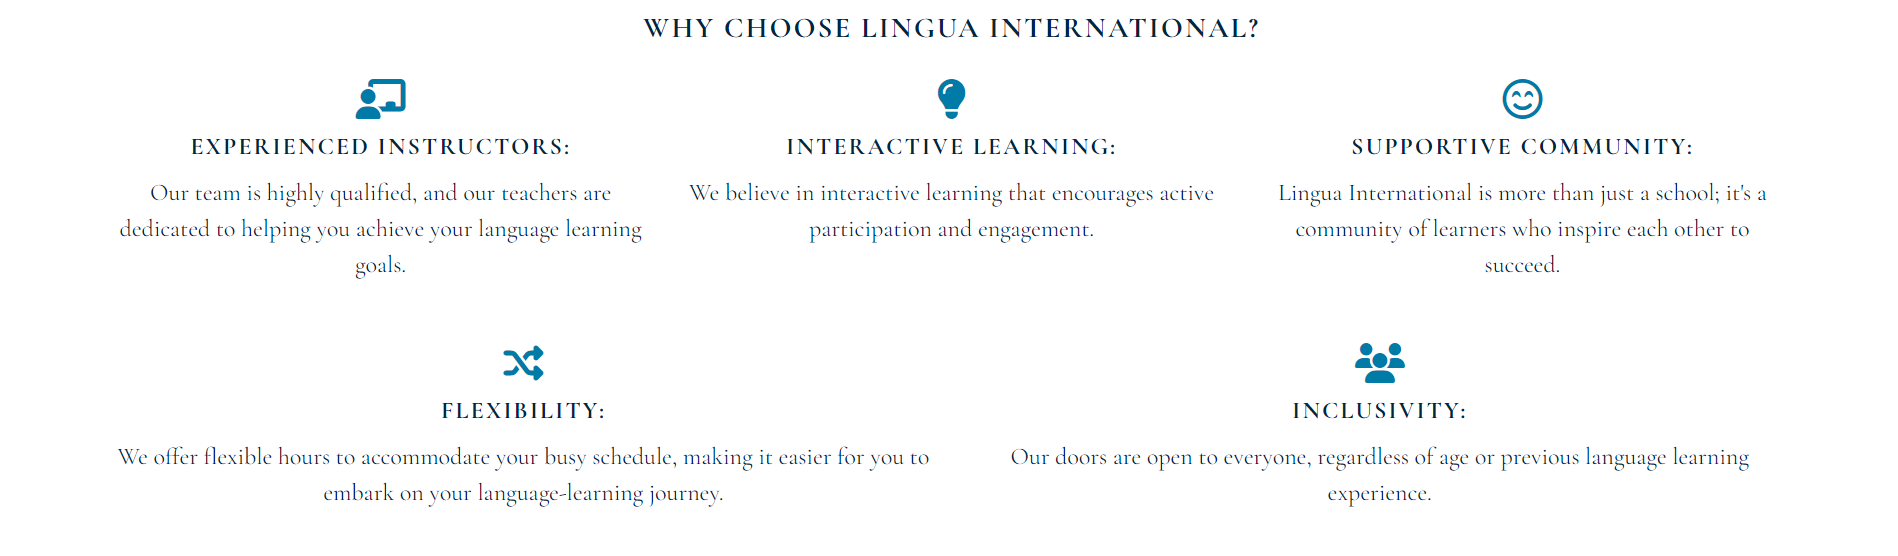 WHY CHOOSE LINGUA INTERNATIONAL?
EXPERIENCED INSTRUCTORS:
Our team is highly qualified, and our teachers are
dedicated to helping you achieve your language learning
goals.
INTERACTIVE LEARNING:
We believe in interactive learning that encourages active
participation and engagement.
SUPPORTIVE COMMUNITY:
Lingua International is more than just a school; it's a
community of learners who inspire each other to
succeed.
FLEXIBILITY:
We offer flexible hours to accommodate your busy schedule, making it easier for you to
embark on your language-learning journey.
INCLUSIVITY:
Our doors are open to everyone, regardless of age or previous language learning
experience.